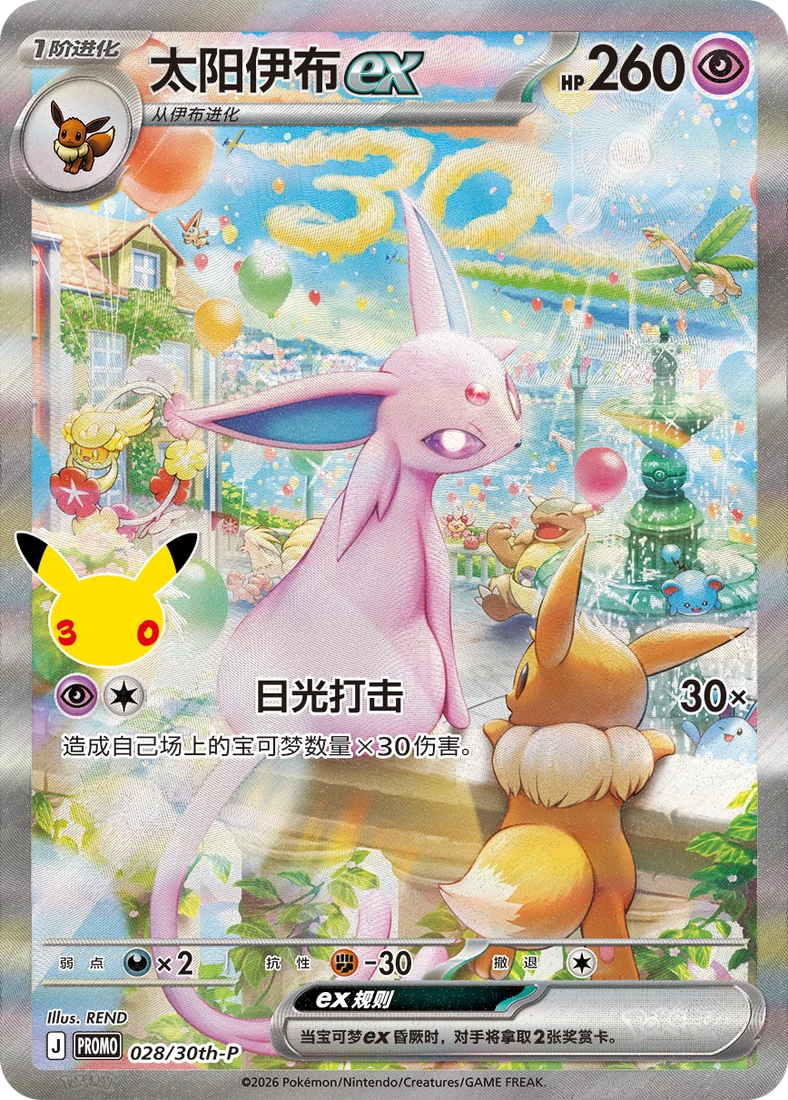 1阶进化
太阳伊布ex
HP 260
从伊布进化
30
30
日光打击
30×
造成自己场上的宝可梦数量×30伤害。
弱点 ×2 抗性 -30 撤退
ex规则
当宝可梦ex昏厥时，对手将拿取2张奖赏卡。
Illus. REND
J PROMO 028/30th-P
©2026 Pokémon/Nintendo/Creatures/GAME FREAK.